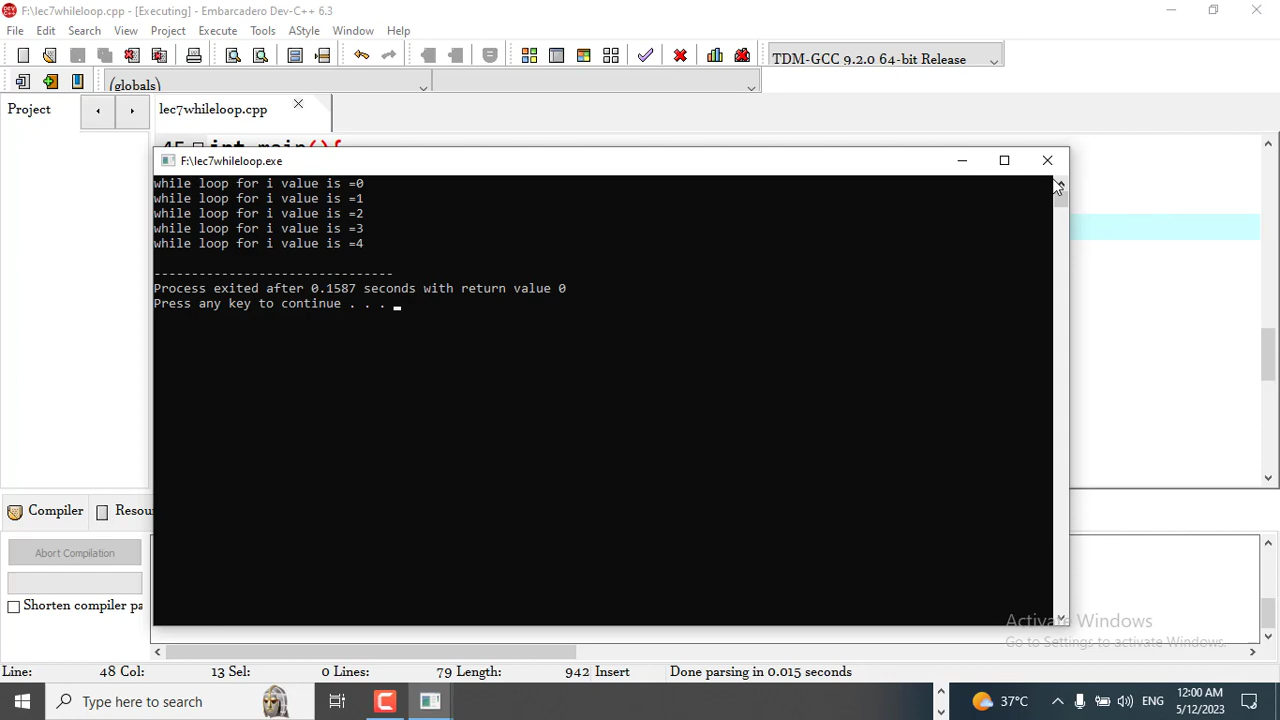 F:\lec7whileloop.cpp - [Executing] - Embarcadero Dev-C++ 6.3
File Edit Search View Project Execute Tools AStyle Window Help
TDM-GCC 9.2.0 64-bit Release
(globals)
Project
lec7whileloop.cpp
45 int main(){
F:\lec7whileloop.exe
while loop for i value is =0
while loop for i value is =1
while loop for i value is =2
while loop for i value is =3
while loop for i value is =4
--------------------------------
Process exited after 0.1587 seconds with return value 0
Press any key to continue . . .
Compiler Resou
Abort Compilation
Shorten compiler pa
Activate Windows
Go to Settings to activate Windows.
Line: 48 Col: 13 Sel: 0 Lines: 79 Length: 942 Insert Done parsing in 0.015 seconds
Type here to search
37°C
ENG
12:00 AM
5/12/2023